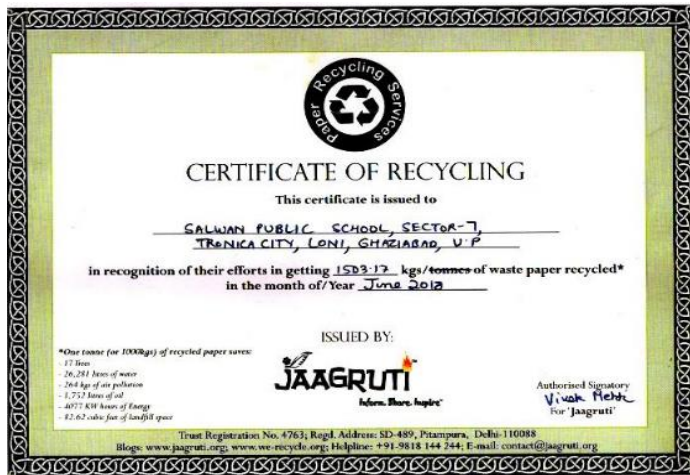 Paper Recycling Services
CERTIFICATE OF RECYCLING
This certificate is issued to
SALWAN PUBLIC SCHOOL, SECTOR-7,
TRONICA CITY, LONI, GHAZIABAD, U.P
in recognition of their efforts in getting 1503.17 kgs/tonnes of waste paper recycled*
in the month of/Year June
ISSUED BY:
*One tonne (or 1000kgs) of recycled paper saves:
- 17 Trees
- 26,281 litres of water
- 264 kgs of air pollution
- 1,752 litres of oil
- 4077 KW hours of Energy
- 82.62 cubic feet of landfill space
JAAGRUTI™
Inform. Share. Inspire
Authorised Signatory
Vivek
For 'Jaagruti'
Trust Registration No. 4763; Regd. Address: SD-489, Pitampura, Delhi-110088
Blogs: www.jaagruti.org; www.we-recycle.org; Helpline: +91-9818 144 244; E-mail: contact@jaagruti.org